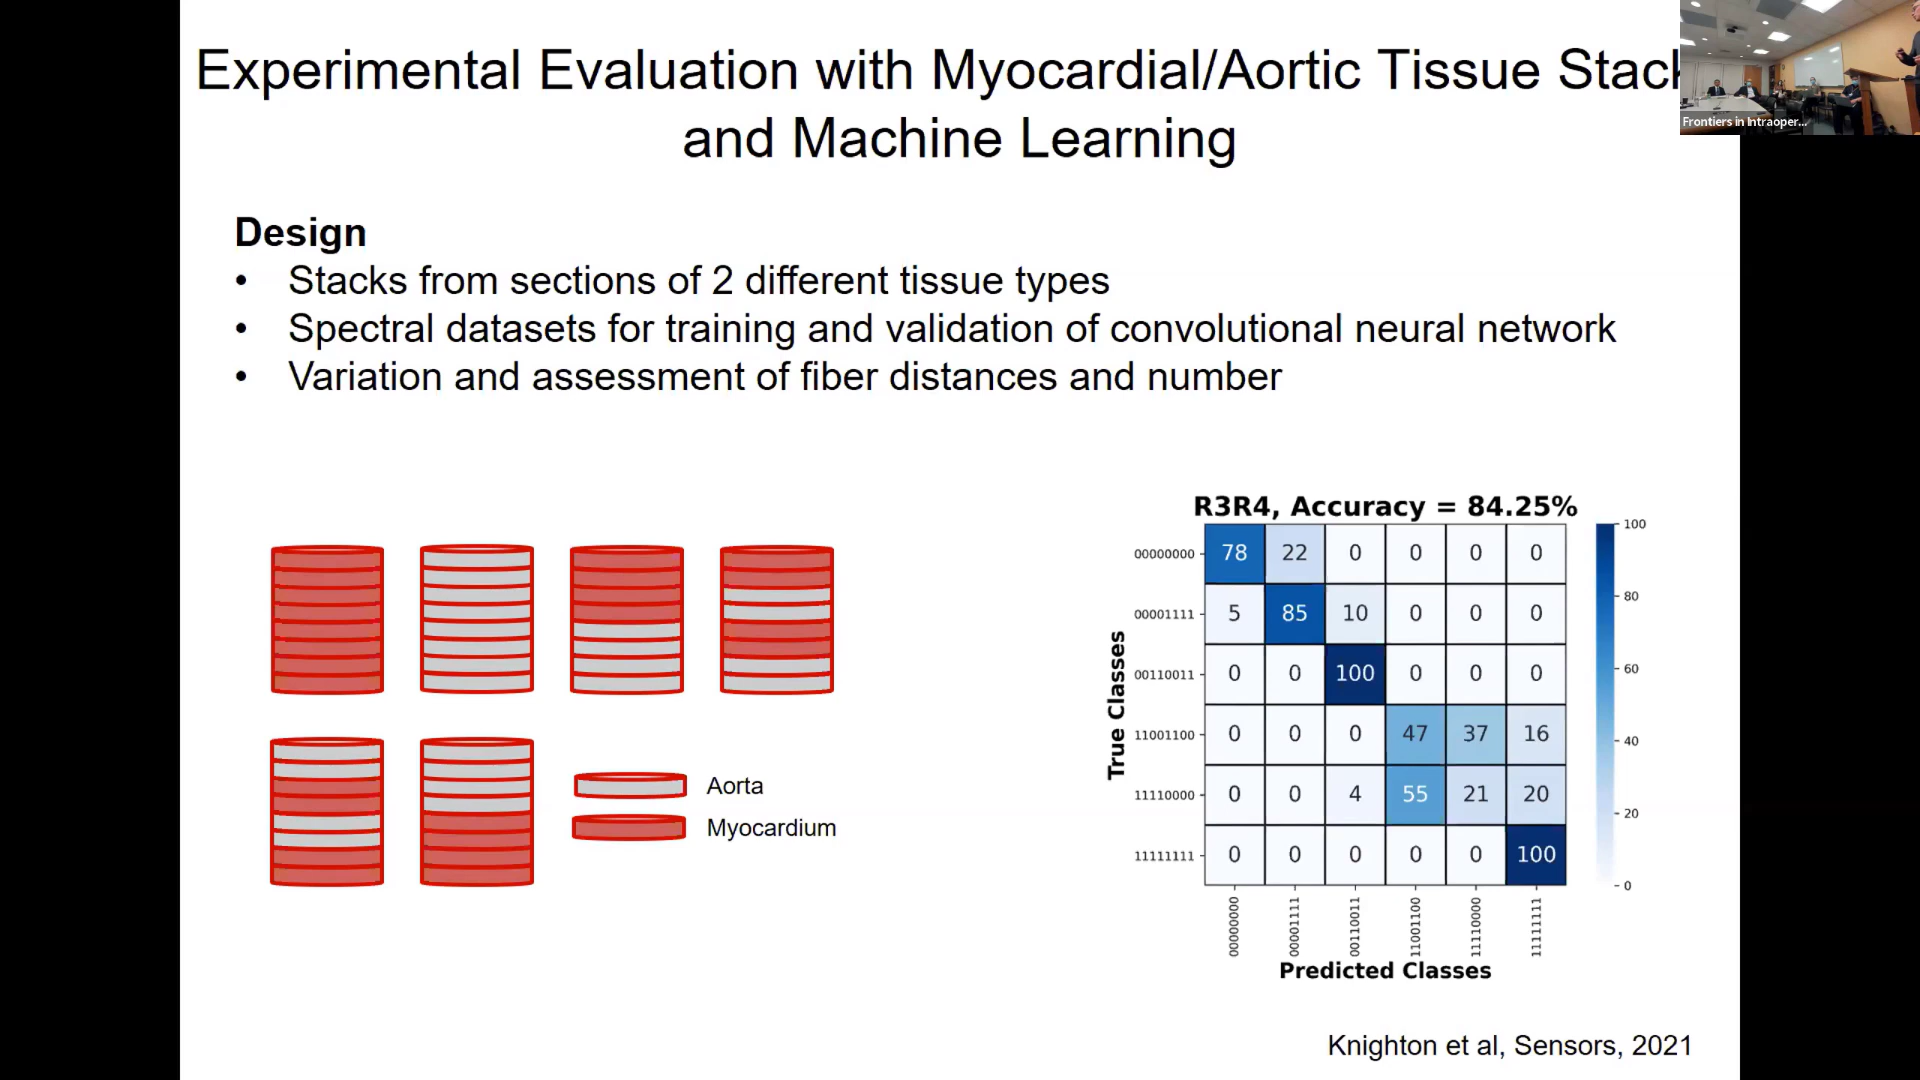 Experimental Evaluation with Myocardial/Aortic Tissue Stack
and Machine Learning
Frontiers in Intraoper...
Design
• Stacks from sections of 2 different tissue types
• Spectral datasets for training and validation of convolutional neural network
• Variation and assessment of fiber distances and number
Aorta
Myocardium
R3R4, Accuracy = 84.25%
True Classes
00000000 78 22 0 0 0 0
00001111 5 85 10 0 0 0
00110011 0 0 100 0 0 0
11001100 0 0 0 47 37 16
11110000 0 0 4 55 21 20
11111111 0 0 0 0 0 100
00000000 00001111 00110011 11001100 11110000 11111111
Predicted Classes
100
80
60
40
20
0
Knighton et al, Sensors, 2021